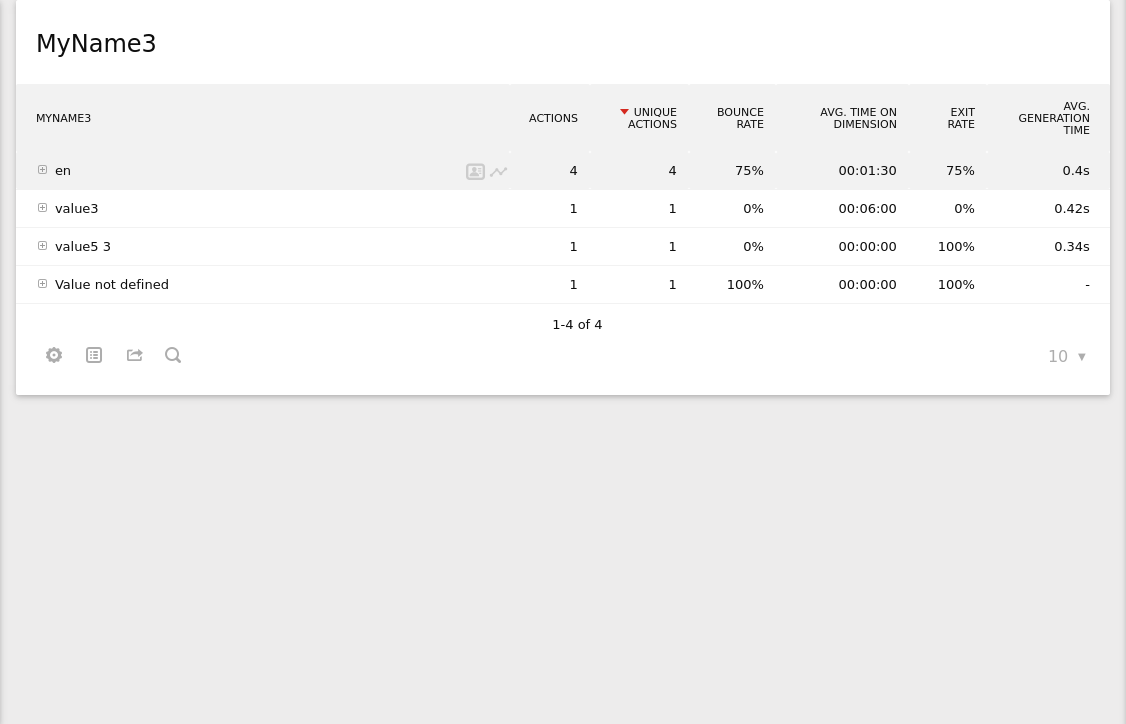 MyName3
MYNAME3 ACTIONS UNIQUE ACTIONS BOUNCE RATE AVG. TIME ON DIMENSION EXIT RATE AVG. GENERATION TIME
en 4 4 75% 00:01:30 75% 0.4s
value3 1 1 0% 00:06:00 0% 0.42s
value5 3 1 1 0% 00:00:00 100% 0.34s
Value not defined 1 1 100% 00:00:00 100% -
1-4 of 4
10